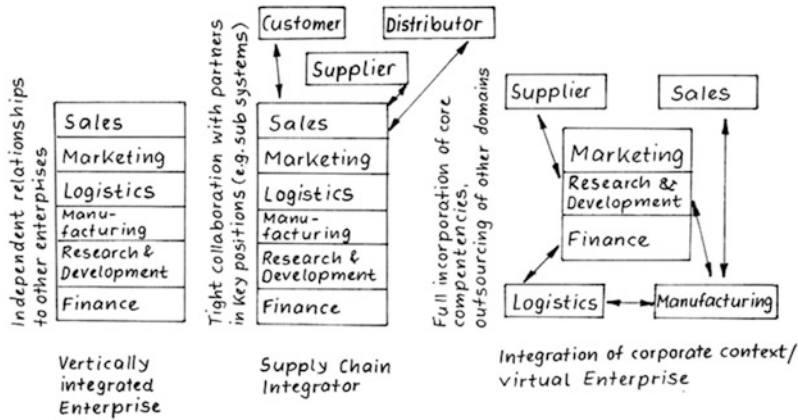 Independent relationships
to other enterprises
Sales
Marketing
Logistics
Manu-
facturing
Research &
Development
Finance
Vertically
integrated
Enterprise
Tight collaboration with partners
in Key positions (e.g. sub systems)
Customer
Distributor
Supplier
Sales
Marketing
Logistics
Manu-
facturing
Research &
Development
Finance
Supply Chain
Integrator
Full incorporation of core
compentencies,
outsourcing of other domains
Supplier
Sales
Marketing
Research &
Development
Finance
Logistics
Manufacturing
Integration of corporate context/
virtual Enterprise